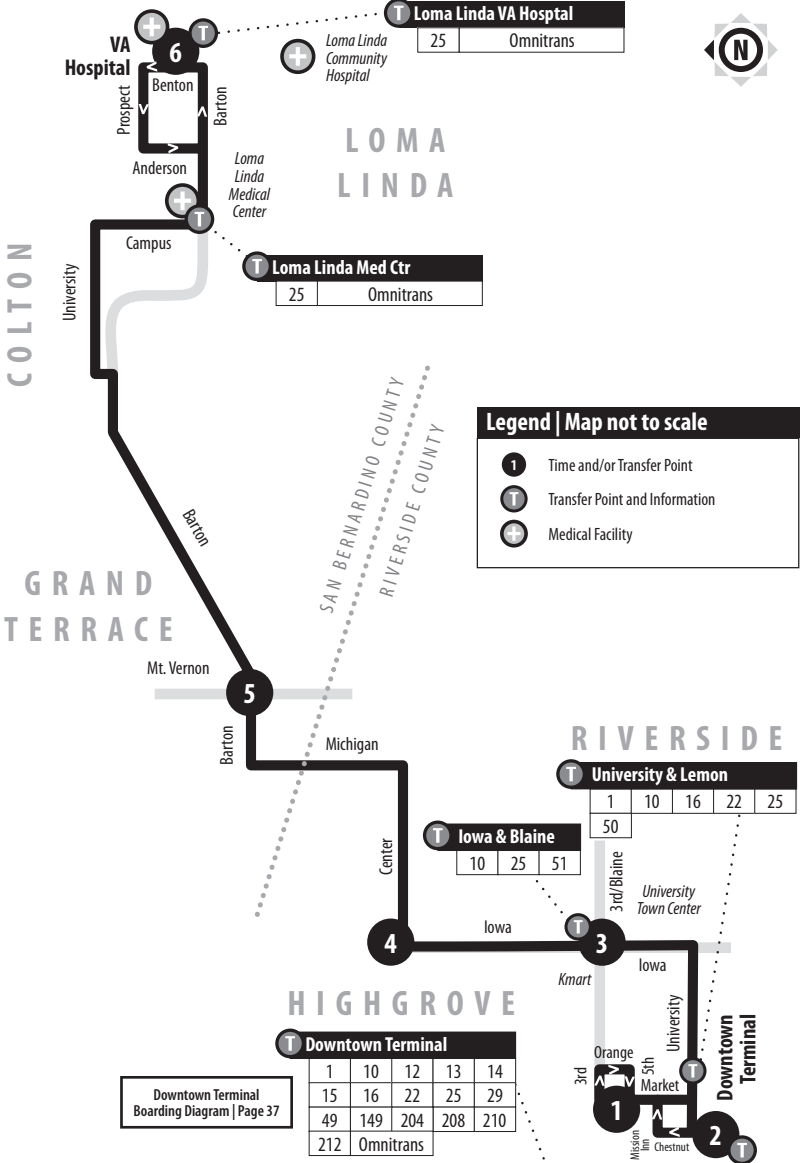 T Loma Linda VA Hosptal
25 Omnitrans
N
VA
Hospital
6
T
Loma Linda
Community
Hospital
Benton
Prospect
Barton
Anderson
LOMA
LINDA
Loma
Linda
Medical
Center
T
Campus
T Loma Linda Med Ctr
25 Omnitrans
COLTON
University
SAN BERNARDINO COUNTY
RIVERSIDE COUNTY
Legend | Map not to scale
1 Time and/or Transfer Point
T Transfer Point and Information
Medical Facility
Barton
GRAND
TERRACE
Mt. Vernon
5
Barton
Michigan
RIVERSIDE
T University & Lemon
1 10 16 22 25
50
T Iowa & Blaine
10 25 51
Center
3rd/Blaine
University
Town Center
4
Iowa
T
3
Iowa
Kmart
HIGHGROVE
University
Downtown
Terminal
T Downtown Terminal
1 10 12 13 14
15 16 22 25 29
49 149 204 208 210
212 Omnitrans
Downtown Terminal
Boarding Diagram | Page 37
Orange
3rd
5th
Market
T
1
Mission
Inn
Chestnut
2
T